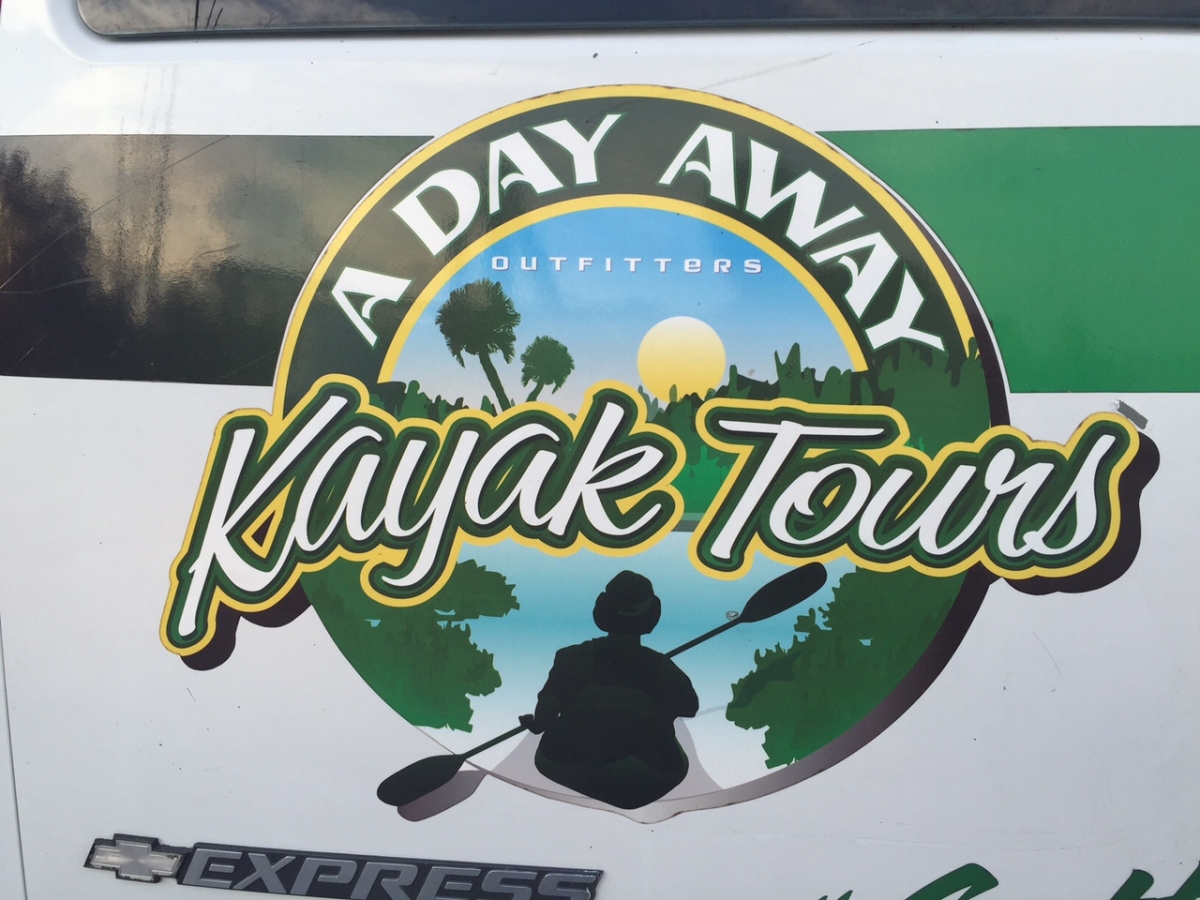 A DAY AWAY
OUTFITTERS
Kayak Tours
EXPRESS